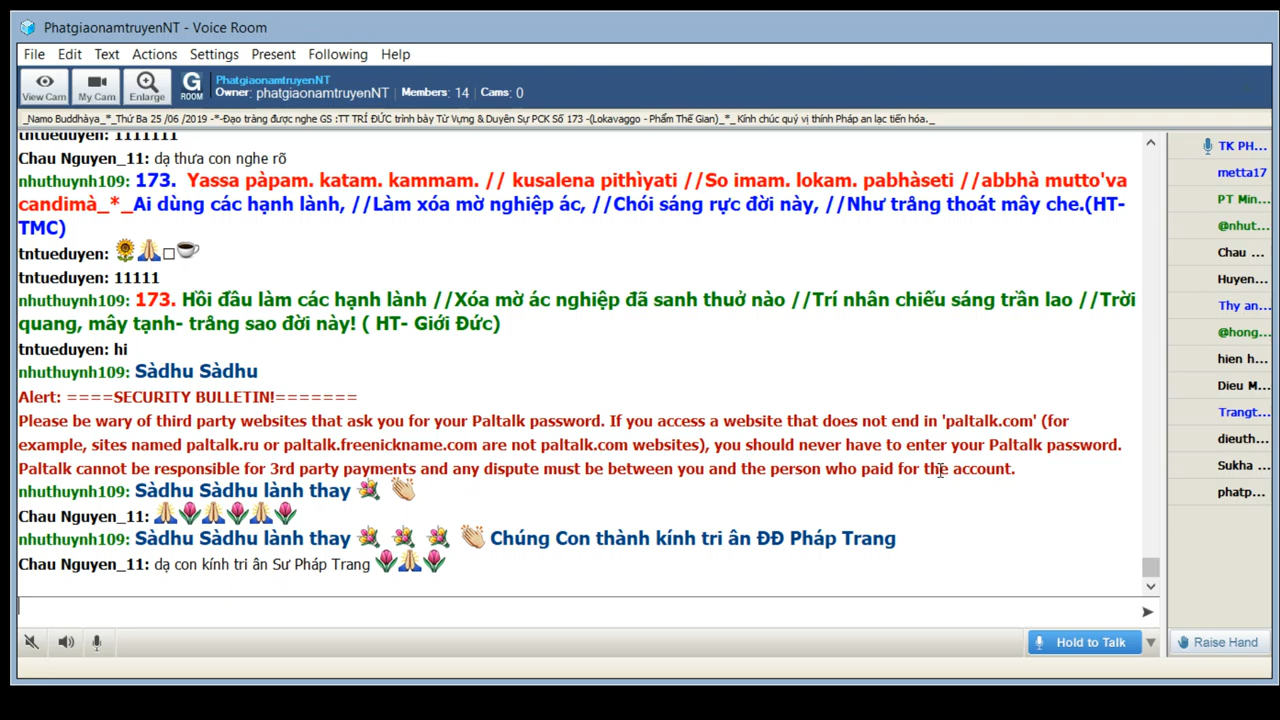 PhatgiaonamtruyenNT - Voice Room
File Edit Text Actions Settings Present Following Help
View Cam My Cam Enlarge G ROOM PhatgiaonamtruyenNT
Owner: phatgiaonamtruyenNT Members: 14 Cams: 0
_Namo Buddhàya_*_Thứ Ba 25 /06 /2019 -*-Đạo tràng được nghe GS :TT TRÍ ĐỨC trình bày Từ Vựng & Duyên Sự PCK Số 173 -(Lokavaggo - Phẩm Thế Gian)_*_ Kính chúc quý vị thính Pháp an lạc tiến hóa._
tntueduyen: 1111111
Chau Nguyen_11: dạ thưa con nghe rõ
nhuthuynh109: 173. Yassa pàpam. katam. kammam. // kusalena pithìyati //So imam. lokam. pabhàseti //abbhà mutto'va
candimà_*_Ai dùng các hạnh lành, //Làm xóa mờ nghiệp ác, //Chói sáng rực đời này, //Như trăng thoát mây che.(HT-
TMC)
tntueduyen: 🌻🙏□☕
tntueduyen: 11111
nhuthuynh109: 173. Hồi đầu làm các hạnh lành //Xóa mờ ác nghiệp đã sanh thuở nào //Trí nhân chiếu sáng trần lao //Trời
quang, mây tạnh- trăng sao đời này! ( HT- Giới Đức)
tntueduyen: hi
nhuthuynh109: Sàdhu Sàdhu
Alert: ====SECURITY BULLETIN!=======
Please be wary of third party websites that ask you for your Paltalk password. If you access a website that does not end in 'paltalk.com' (for
example, sites named paltalk.ru or paltalk.freenickname.com are not paltalk.com websites), you should never have to enter your Paltalk password.
Paltalk cannot be responsible for 3rd party payments and any dispute must be between you and the person who paid for the account.
nhuthuynh109: Sàdhu Sàdhu lành thay 💐 👏
Chau Nguyen_11: 🙏🌷🙏🌷🙏🌷
nhuthuynh109: Sàdhu Sàdhu lành thay 💐 💐 💐 👏 Chúng Con thành kính tri ân ĐĐ Pháp Trang
Chau Nguyen_11: dạ con kính tri ân Sư Pháp Trang 🌷🙏🌷
Hold to Talk
TK PH...
metta17
PT Min...
@nhut...
Chau ...
Huyen...
Thy an...
@hong...
hien h...
Dieu M...
Trangt...
dieuth...
Sukha ...
phatp...
Raise Hand